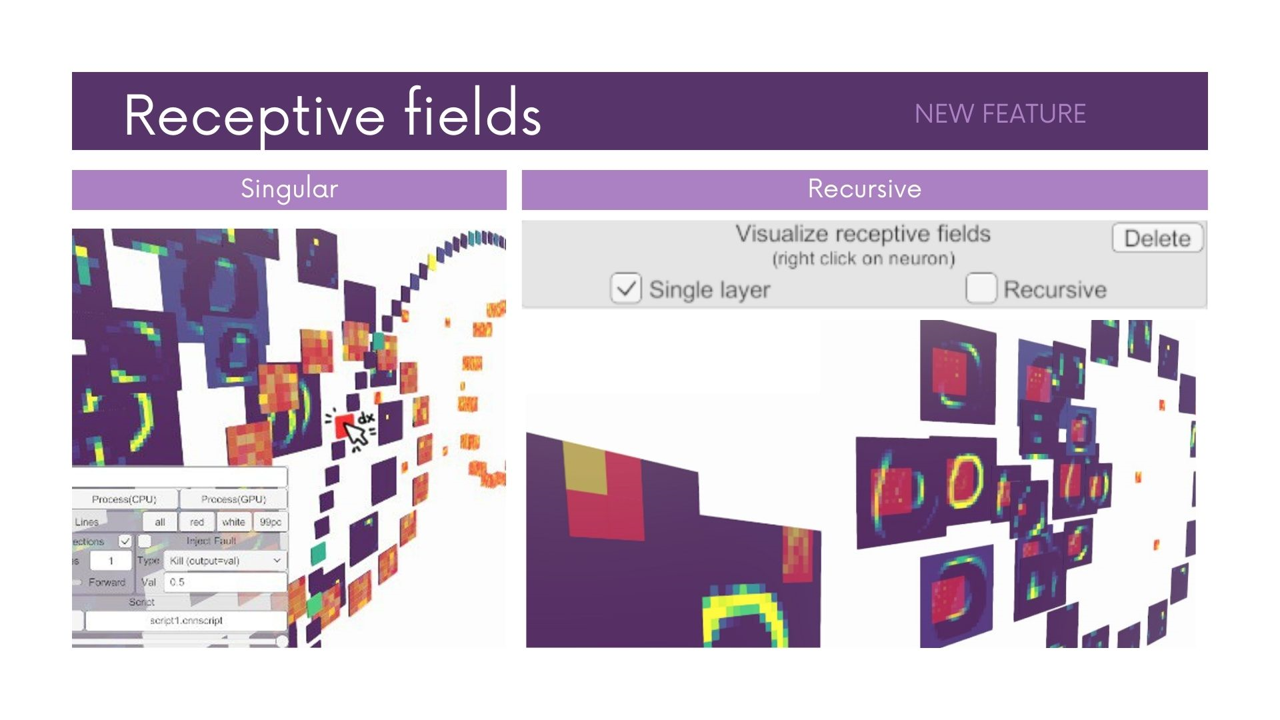 Receptive fields
NEW FEATURE
Singular
Recursive
Visualize receptive fields
(right click on neuron)
Delete
Single layer
Recursive
dx
Process(CPU)
Process(GPU)
Lines
all
red
white
99pc
ections
Inject Fault
s
1
Type
Kill (output=val)
Forward
Val
0.5
Script
script1.cnnscript